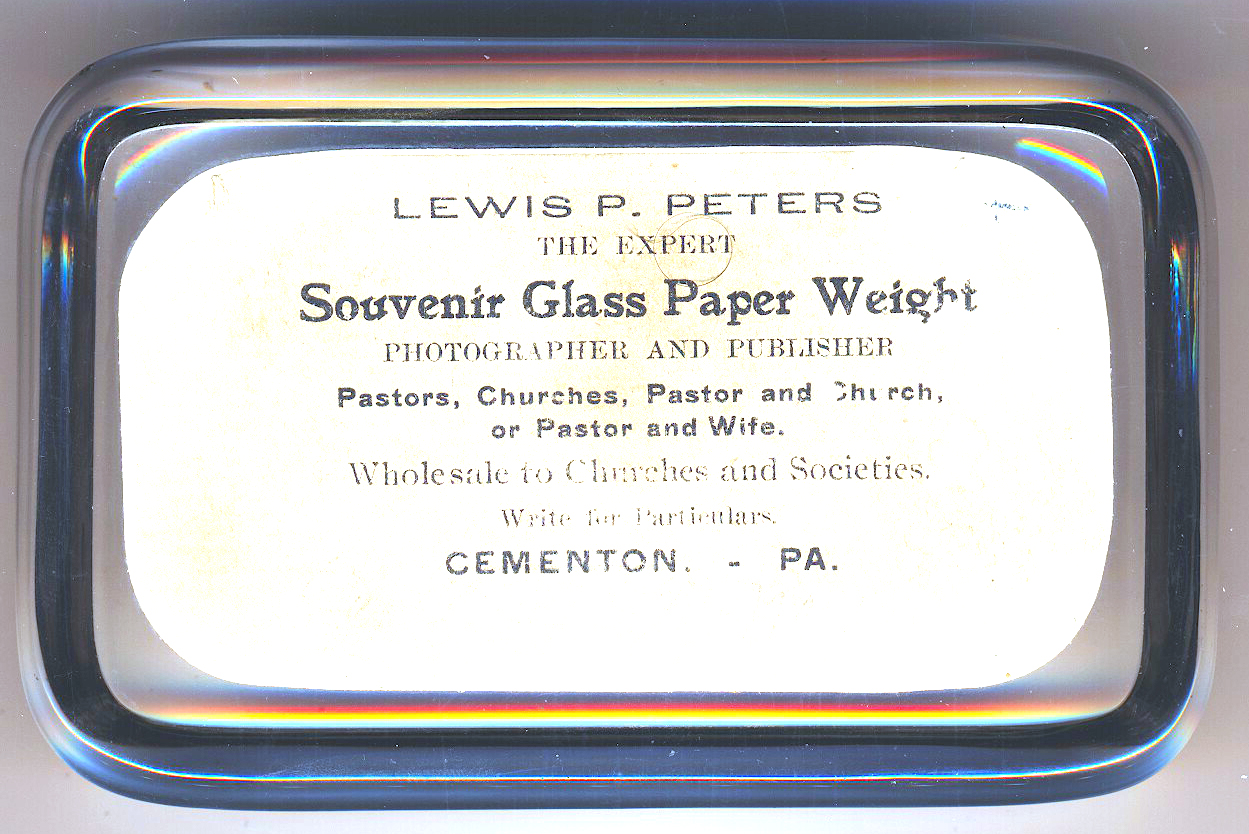 LEWIS P. PETERS
THE EXPERT
Souvenir Glass Paper Weight
PHOTOGRAPHER AND PUBLISHER
Pastors, Churches, Pastor and Church,
or Pastor and Wife.
Wholesale to Churches and Societies.
Write for Particulars.
CEMENTON. - PA.